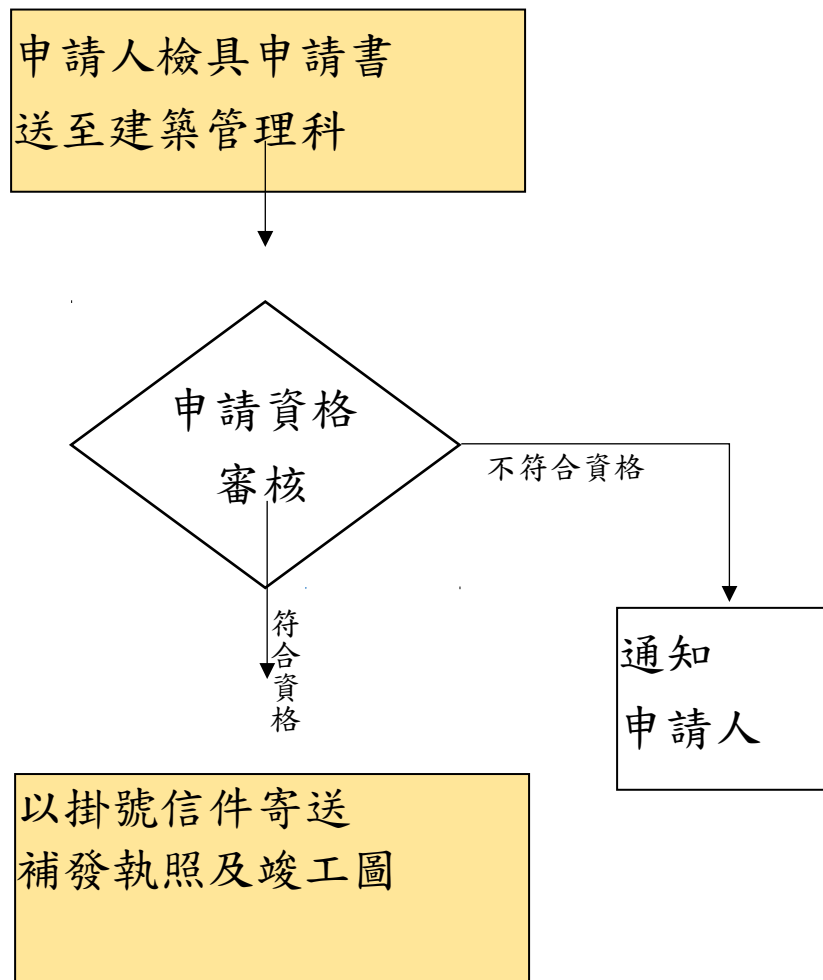 申請人檢具申請書
送至建築管理科
申請資格
審核
不符合資格
符合資格
通知
申請人
以掛號信件寄送
補發執照及竣工圖